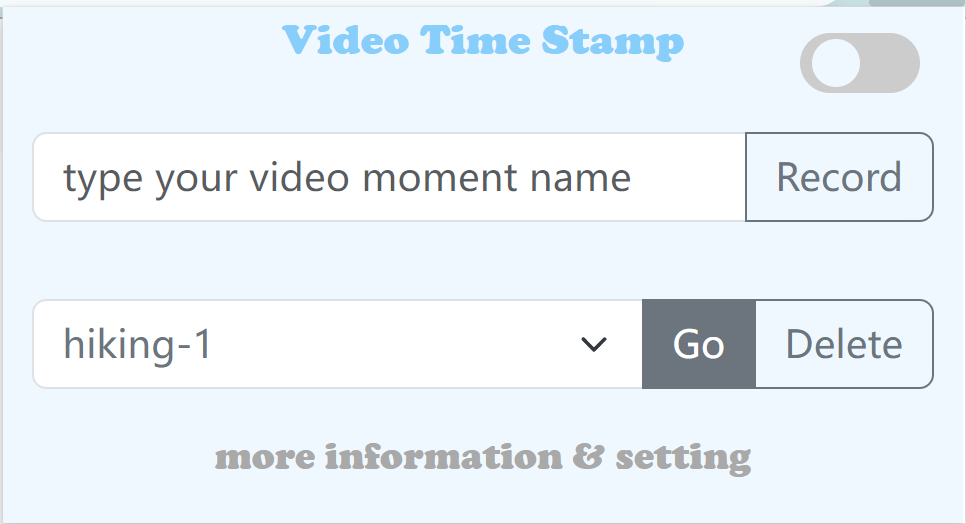 Video Time Stamp
type your video moment name Record
hiking-1 Go Delete
more information & setting